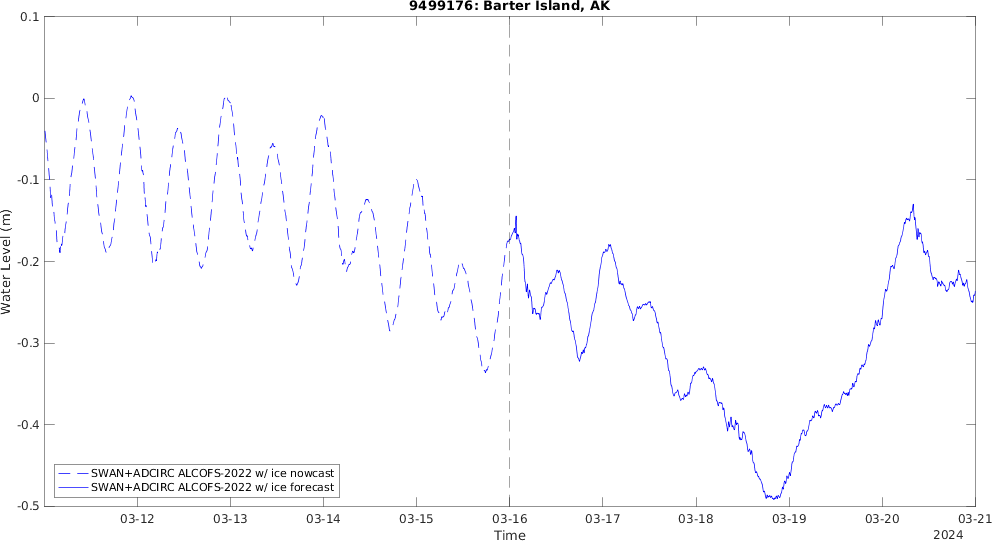 9499176: Barter Island, AK
0.1
0
-0.1
-0.2
-0.3
-0.4
-0.5
Water Level (m)
SWAN+ADCIRC ALCOFS-2022 w/ ice nowcast
SWAN+ADCIRC ALCOFS-2022 w/ ice forecast
03-12 03-13 03-14 03-15 03-16 03-17 03-18 03-19 03-20 03-21
Time
2024